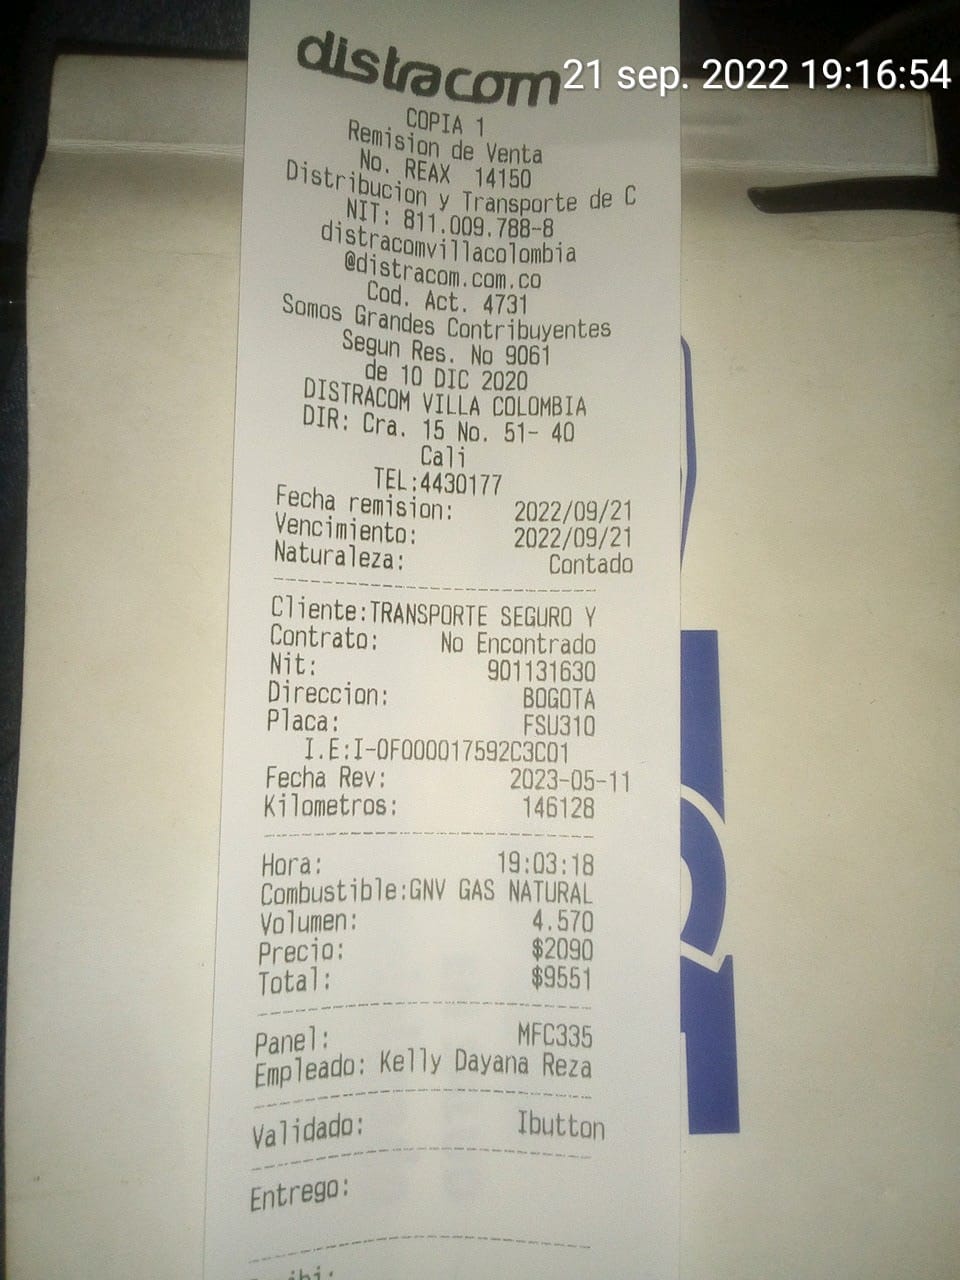 distracom
21 sep. 2022 19:16:54
COPIA 1
Remision de Venta
No. REAX 14150
Distribucion y Transporte de C
NIT: 811.009.788-8
distracomvillacolombia
@distracom.com.co
Cod. Act. 4731
Somos Grandes Contribuyentes
Segun Res. No 9061
de 10 DIC 2020
DISTRACOM VILLA COLOMBIA
DIR: Cra. 15 No. 51- 40
Cali
TEL:4430177
Fecha remision: 2022/09/21
Vencimiento: 2022/09/21
Naturaleza: Contado
Cliente:TRANSPORTE SEGURO Y
Contrato: No Encontrado
Nit: 901131630
Direccion: BOGOTA
Placa: FSU310
I.E:I-0F000017592C3C01
Fecha Rev: 2023-05-11
Kilometros: 146128
Hora: 19:03:18
Combustible:GNV GAS NATURAL
Volumen: 4.570
Precio: $2090
Total: $9551
Panel: MFC335
Empleado: Kelly Dayana Reza
Validado: Ibutton
Entrego: